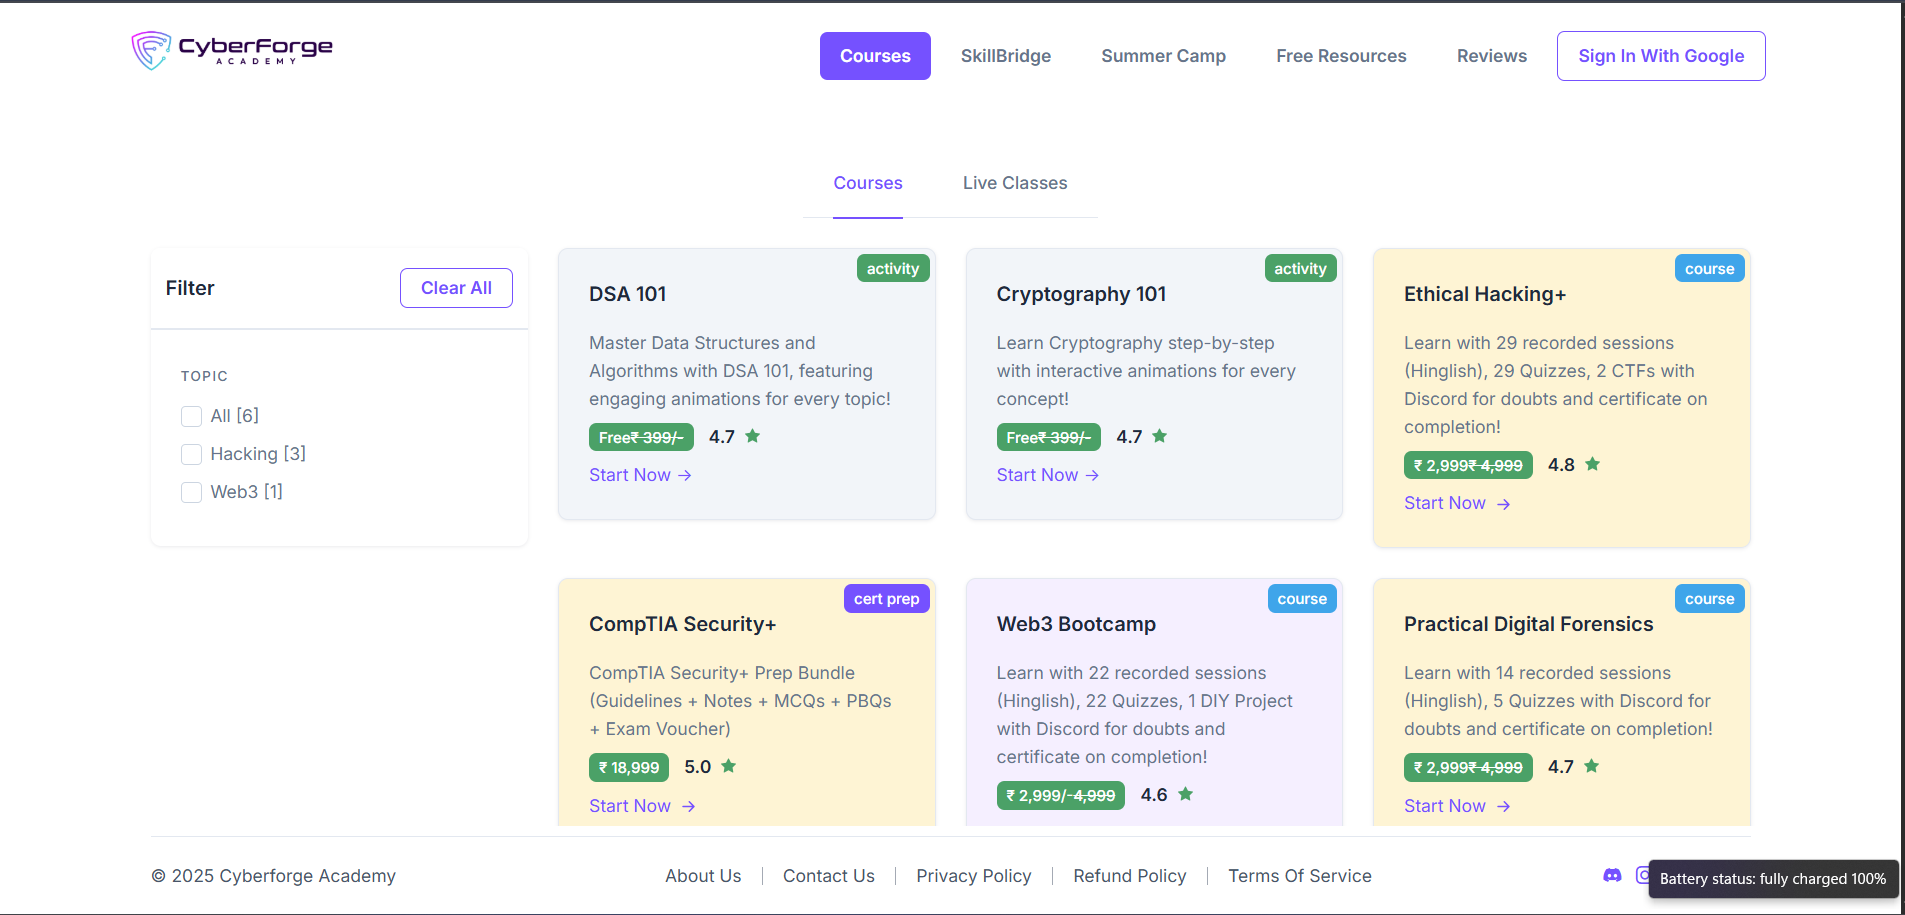 CyberForge
ACADEMY
Courses
SkillBridge
Summer Camp
Free Resources
Reviews
Sign In With Google
Courses
Live Classes
Filter
Clear All
TOPIC
All [6]
Hacking [3]
Web3 [1]
activity
DSA 101
Master Data Structures and
Algorithms with DSA 101, featuring
engaging animations for every topic!
Free₹ 399/-
4.7
Start Now →
activity
Cryptography 101
Learn Cryptography step-by-step
with interactive animations for every
concept!
Free₹ 399/-
4.7
Start Now →
course
Ethical Hacking+
Learn with 29 recorded sessions
(Hinglish), 29 Quizzes, 2 CTFs with
Discord for doubts and certificate on
completion!
₹ 2,999₹ 4,999
4.8
Start Now →
cert prep
CompTIA Security+
CompTIA Security+ Prep Bundle
(Guidelines + Notes + MCQs + PBQs
+ Exam Voucher)
₹ 18,999
5.0
Start Now →
course
Web3 Bootcamp
Learn with 22 recorded sessions
(Hinglish), 22 Quizzes, 1 DIY Project
with Discord for doubts and
certificate on completion!
₹ 2,999/-4,999
4.6
course
Practical Digital Forensics
Learn with 14 recorded sessions
(Hinglish), 5 Quizzes with Discord for
doubts and certificate on completion!
₹ 2,999₹ 4,999
4.7
Start Now →
© 2025 Cyberforge Academy
About Us
Contact Us
Privacy Policy
Refund Policy
Terms Of Service
Battery status: fully charged 100%